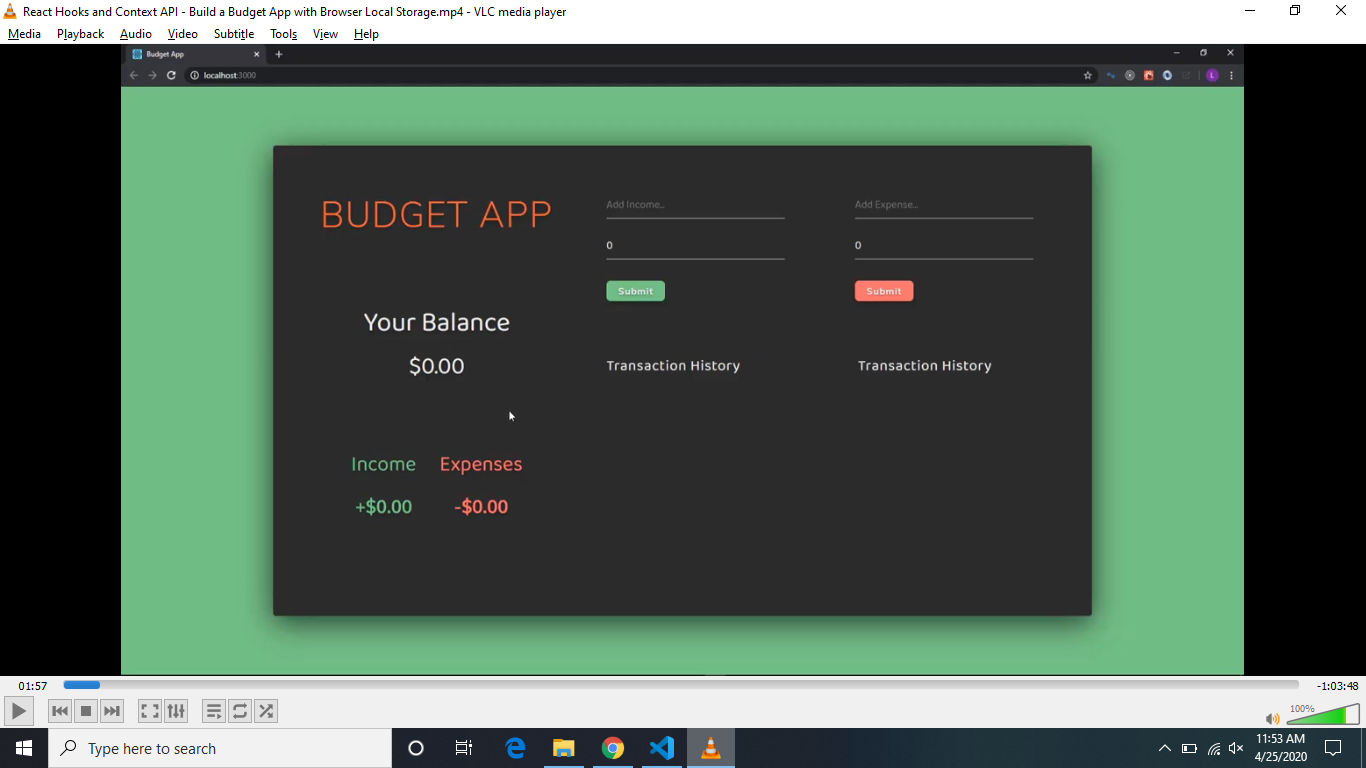 React Hooks and Context API - Build a Budget App with Browser Local Storage.mp4 - VLC media player
Media Playback Audio Video Subtitle Tools View Help
Budget App
localhost:3000
L
BUDGET APP
Add Income...
Add Expense...
0
0
Submit
Submit
Your Balance
$0.00
Transaction History
Transaction History
Income Expenses
+$0.00 -$0.00
01:57
-1:03:48
100%
Type here to search
11:53 AM
4/25/2020